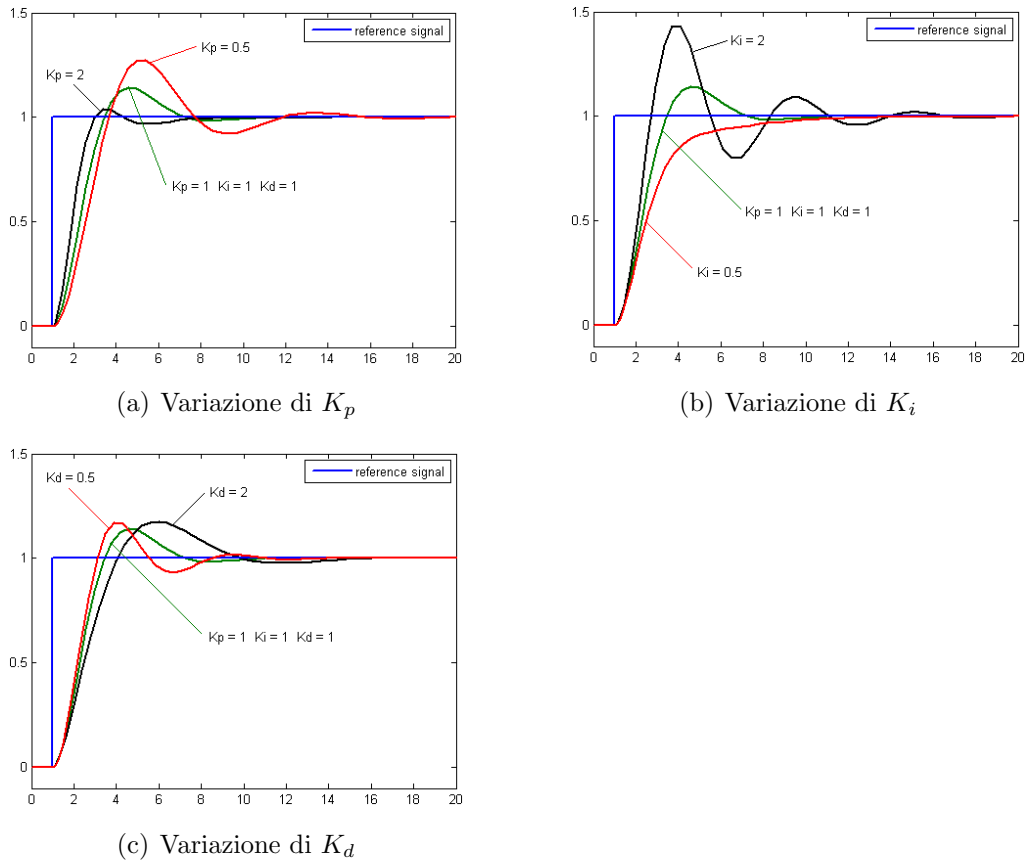 1.5
reference signal
Kp = 0.5
Kp = 2
1
Kp = 1 Ki = 1 Kd = 1
0.5
0
0 2 4 6 8 10 12 14 16 18 20
(a) Variazione di Kp
1.5
reference signal
Ki = 2
1
Kp = 1 Ki = 1 Kd = 1
0.5
Ki = 0.5
0
0 2 4 6 8 10 12 14 16 18 20
(b) Variazione di Ki
1.5
reference signal
Kd = 0.5
Kd = 2
1
Kp = 1 Ki = 1 Kd = 1
0.5
0
0 2 4 6 8 10 12 14 16 18 20
(c) Variazione di Kd